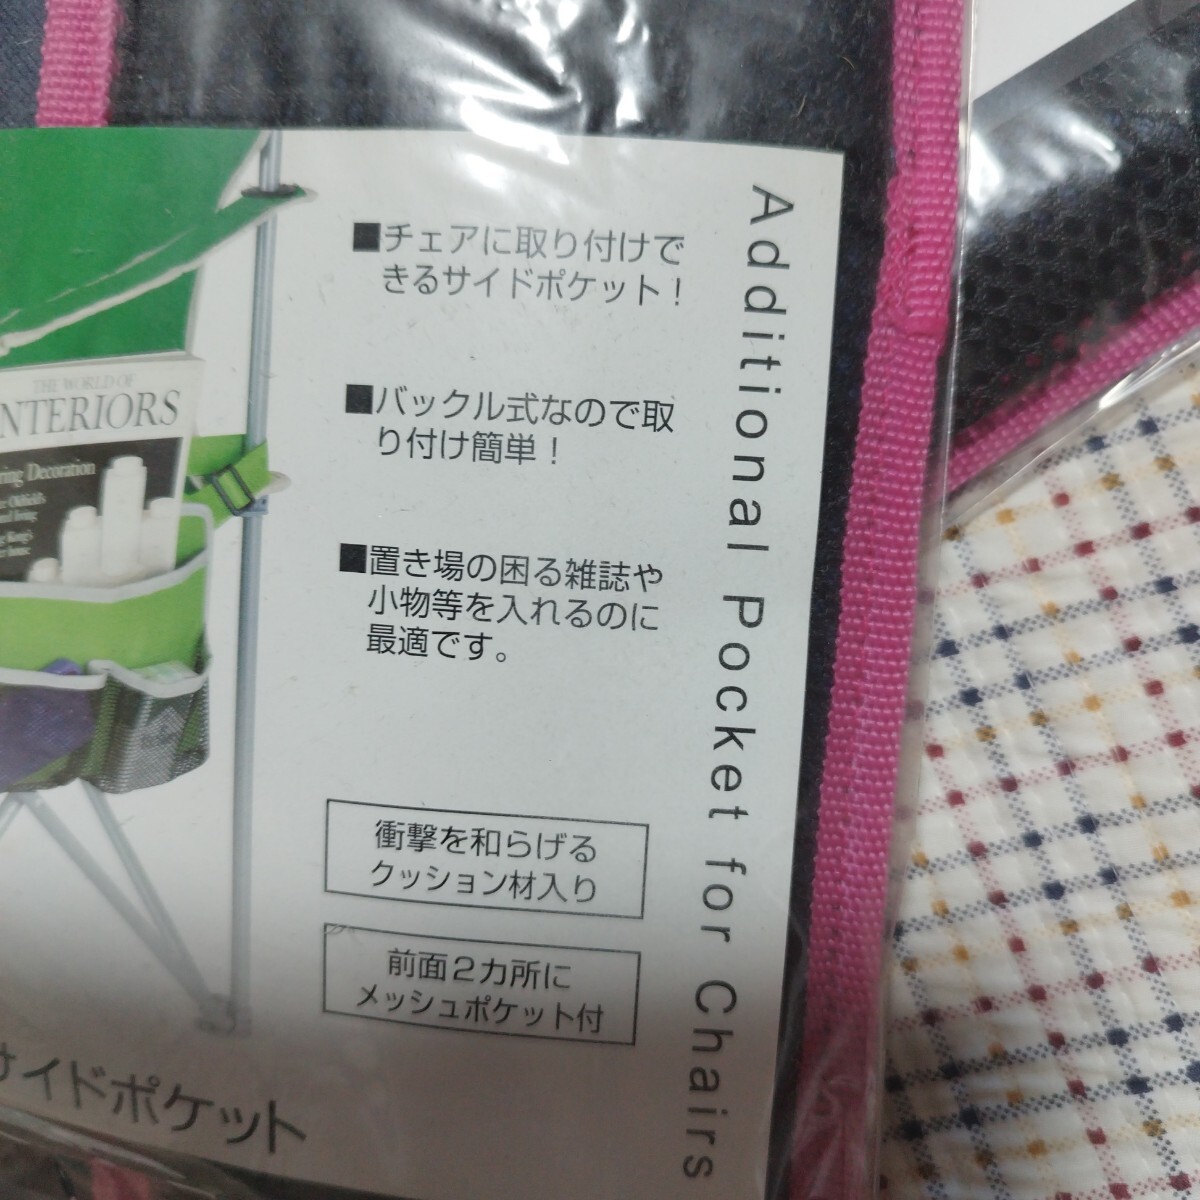 ■チェアに取り付けで
きるサイドポケット！
■バックル式なので取
り付け簡単！
■置き場の困る雑誌や
小物等を入れるのに
最適です。
衝撃を和らげる
クッション材入り
前面２カ所に
メッシュポケット付
Additional Pocket for Chairs
THE WORLD OF
NTERIORS
ring Decoration
サイドポケット